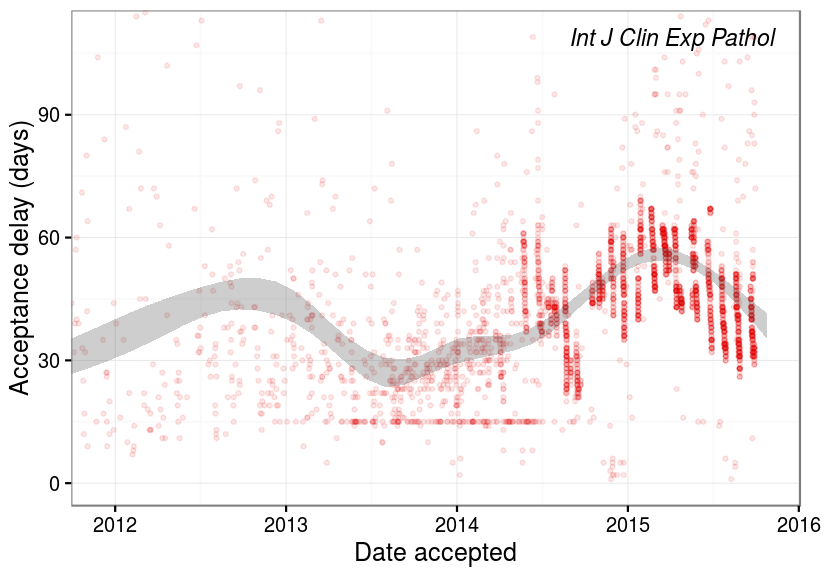 Int J Clin Exp Pathol
Acceptance delay (days)
90
60
30
0
2012 2013 2014 2015 2016
Date accepted